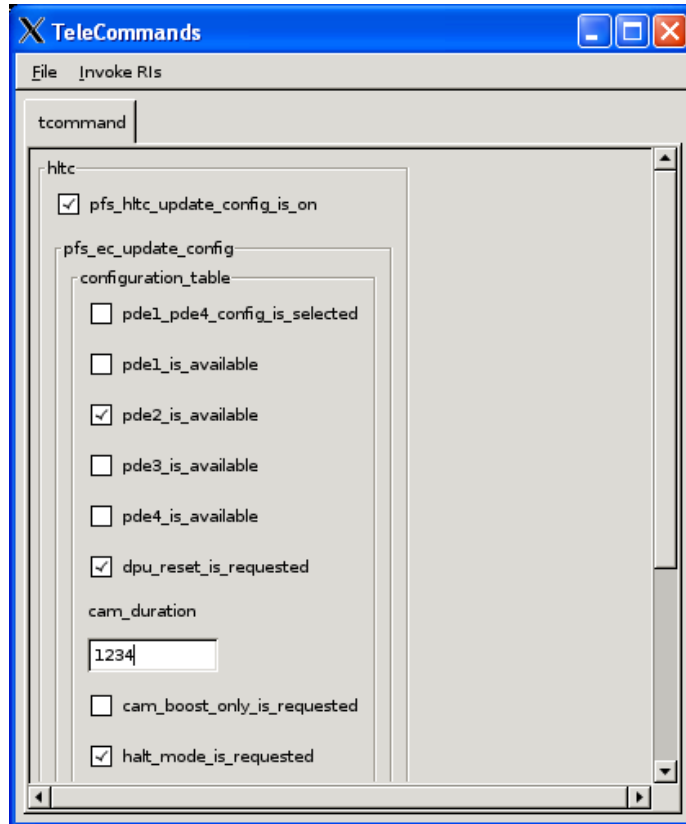 TeleCommands
File Invoke RIs
tcommand
hltc
pfs_hltc_update_config_is_on
pfs_ec_update_config
configuration_table
pde1_pde4_config_is_selected
pde1_is_available
pde2_is_available
pde3_is_available
pde4_is_available
dpu_reset_is_requested
cam_duration
1234
cam_boost_only_is_requested
halt_mode_is_requested